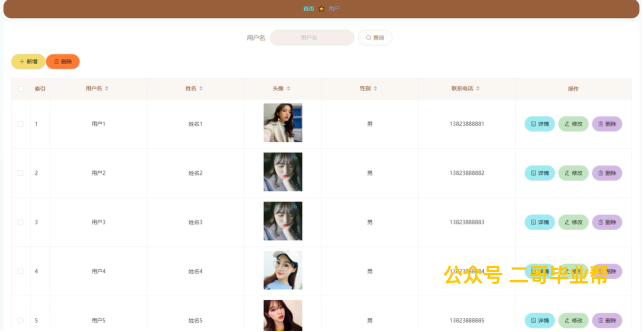 首页 用户
用户名 用户名 查询
新增 删除
索引 用户名 姓名 头像 性别 联系电话 操作
1 用户1 姓名1 男 13823888881 详情 修改 删除
2 用户2 姓名2 男 13823888882 详情 修改 删除
3 用户3 姓名3 男 13823888883 详情 修改 删除
4 用户4 姓名4 男 13823888884 详情 修改 删除
公众号 二哥毕业帮
5 用户5 姓名5 男 13823888885 详情 修改 删除